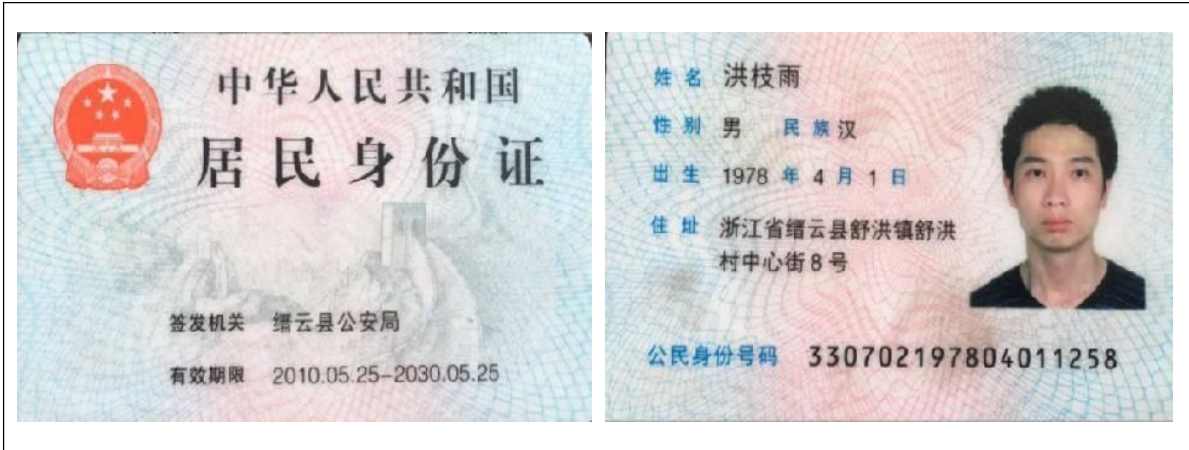 中华人民共和国
居民身份证
签发机关 缙云县公安局
有效期限 2010.05.25-2030.05.25
姓名 洪枝雨
性别 男 民族 汉
出生 1978 年 4 月 1 日
住址 浙江省缙云县舒洪镇舒洪
村中心街8号
公民身份号码 330702197804011258